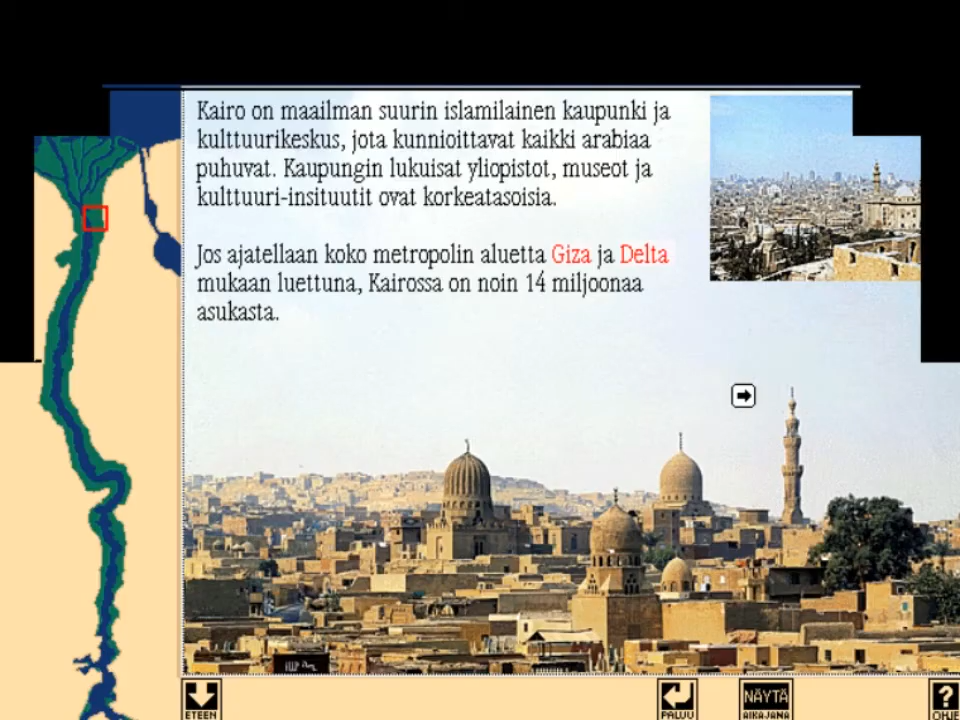 Kairo on maailman suurin islamilainen kaupunki ja
kulttuurikeskus, jota kunnioittavat kaikki arabiaa
puhuvat. Kaupungin lukuisat yliopistot, museot ja
kulttuuri-insituutit ovat korkeatasoisia.
Jos ajatellaan koko metropolin aluetta Giza ja Delta
mukaan luettuna, Kairossa on noin 14 miljoonaa
asukasta.
ETEEN
PALUU
NÄYTÄ
AIKAJANA
?
OHJE